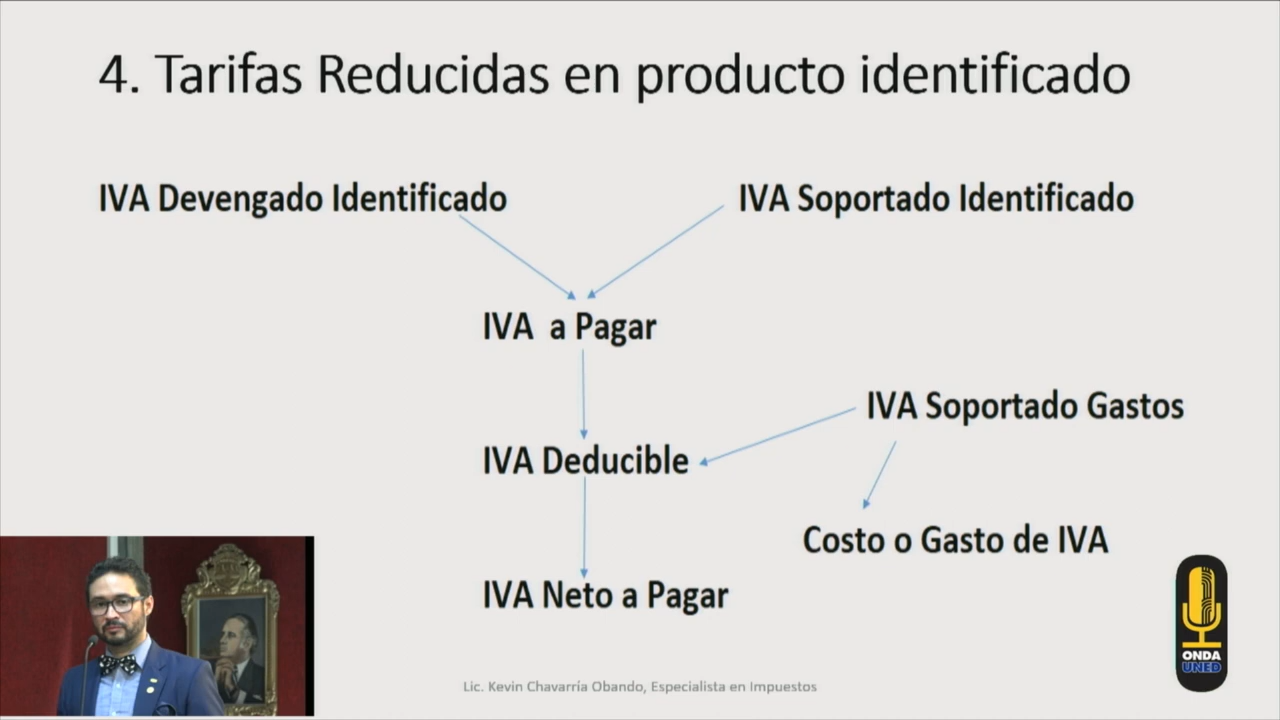 4. Tarifas Reducidas en producto identificado
IVA Devengado Identificado
IVA Soportado Identificado
IVA a Pagar
IVA Soportado Gastos
IVA Deducible
Costo o Gasto de IVA
IVA Neto a Pagar
ONDA
UNED
Lic. Kevin Chavarría Obando, Especialista en Impuestos